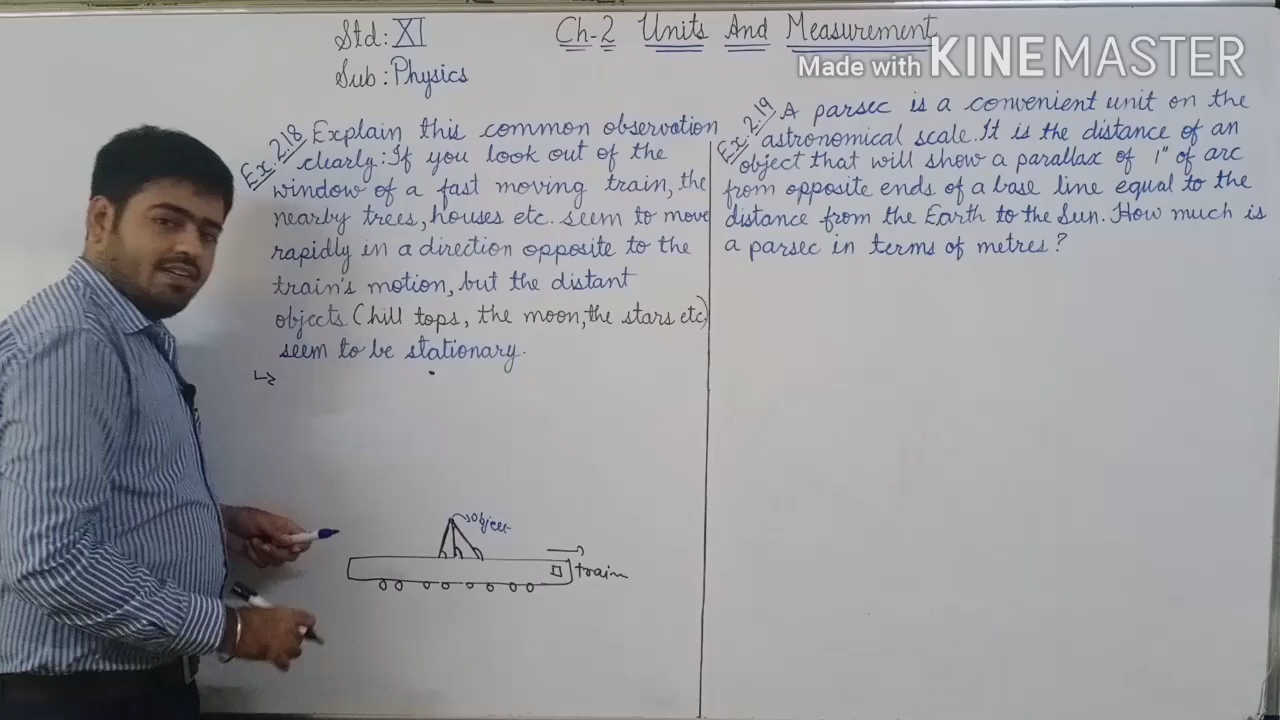 Std: XI
Sub: Physics
Ch-2 Units And Measurement
Made with KINEMASTER
Ex. 2.18 Explain this common observation
clearly: If you look out of the
window of a fast moving train, the
nearby trees, houses etc. seem to move
rapidly in a direction opposite to the
train's motion, but the distant
objects (hill tops, the moon, the stars etc)
seem to be stationary.
object
train
Ex. 2.19 A parsec is a convenient unit on the
astronomical scale. It is the distance of an
object that will show a parallax of 1" of arc
from opposite ends of a base line equal to the
distance from the Earth to the Sun. How much is
a parsec in terms of metres?